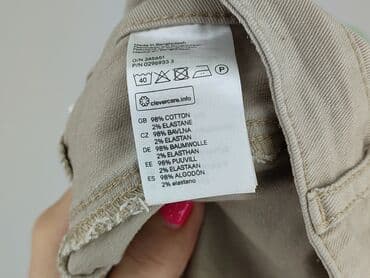 Made in Bangladesh
O/N 345651
P/N 0296933 3
40
clevercare.info
GB 98% COTTON
2% ELASTANE
CZ 98% BAVLNA
2% ELASTAN
DE 98% BAUMWOLLE
2% ELASTHAN
EE 98% PUUVILL
2% ELASTAAN
ES 98% ALGODÓN
2% elastano